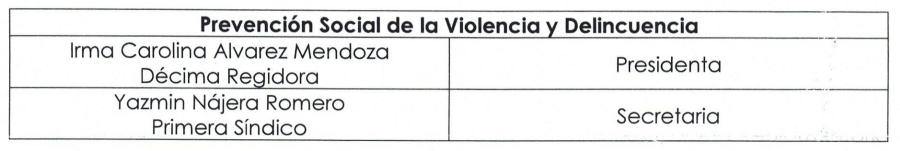 Prevención Social de la Violencia y Delincuencia
Irma Carolina Alvarez Mendoza
Décima Regidora
Presidenta
Yazmin Nájera Romero
Primera Síndico
Secretaria